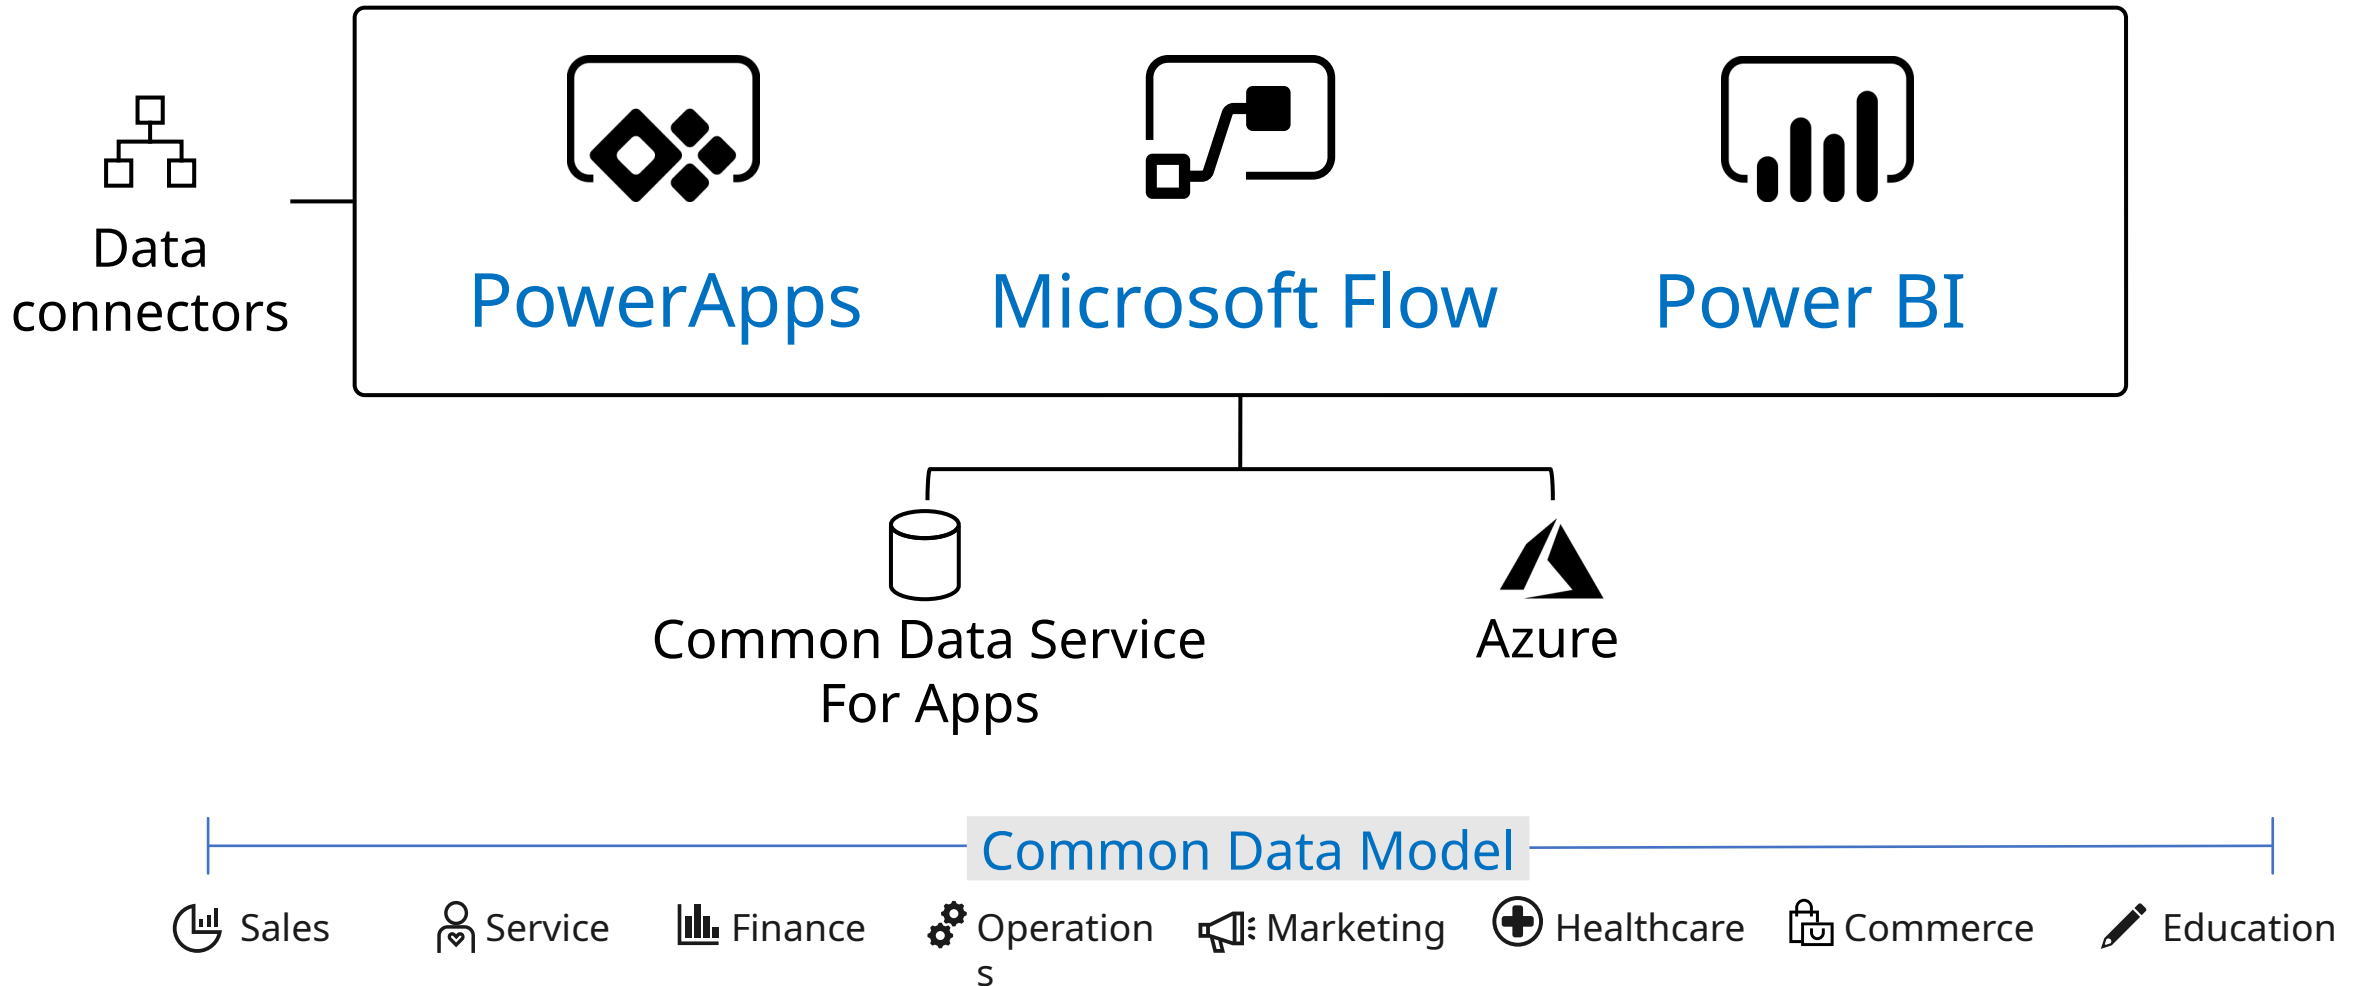 Data
connectors
PowerApps
Microsoft Flow
Power BI
Common Data Service
For Apps
Azure
Common Data Model
Sales
Service
Finance
Operation
s
Marketing
Healthcare
Commerce
Education